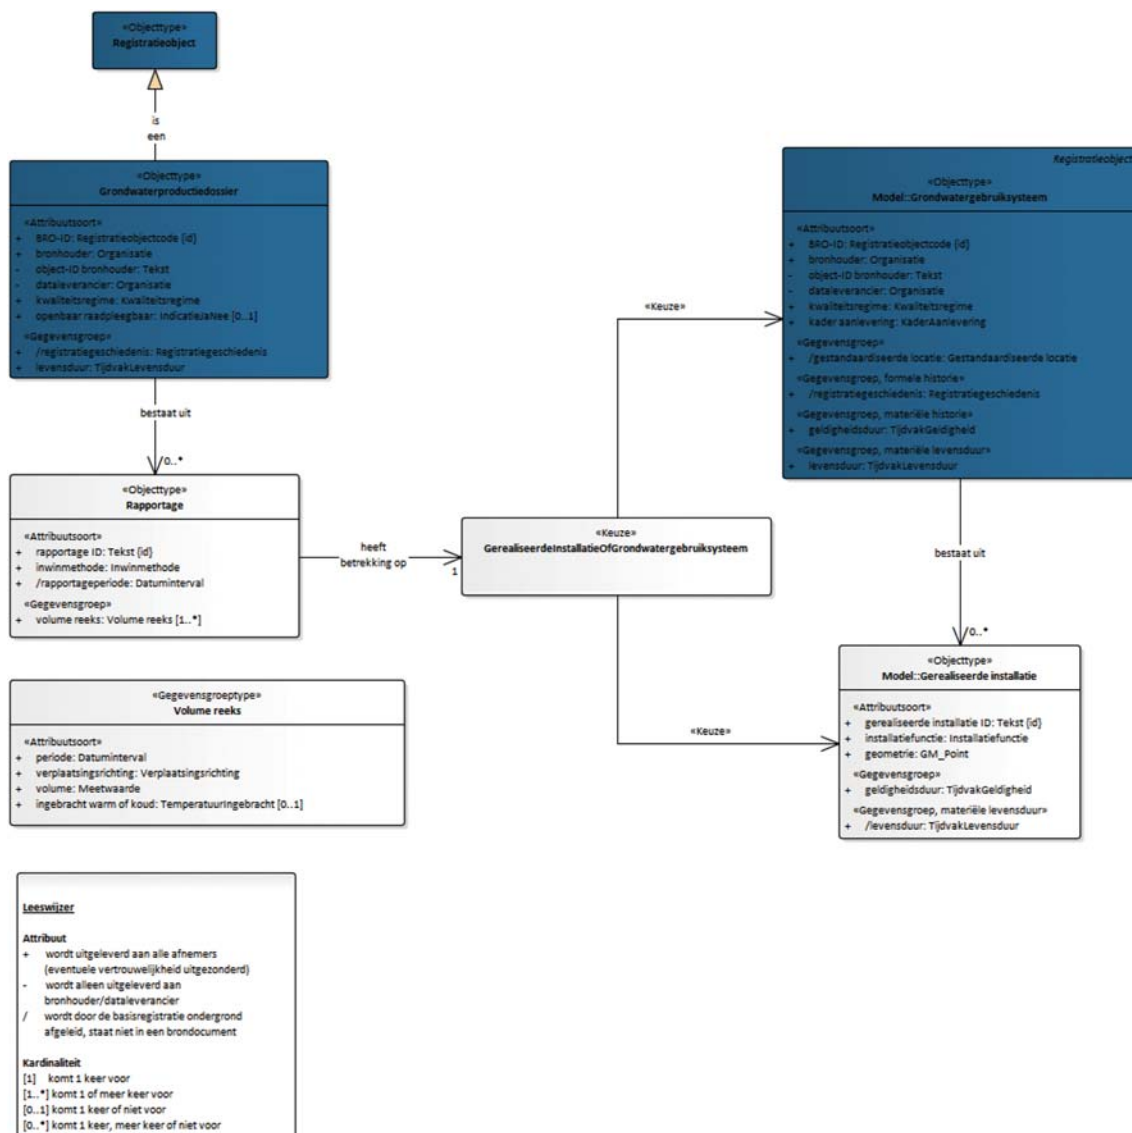 «Objecttype»
Registratieobject
is
een
«Objecttype»
Grondwaterproductiedossier
«Attribuutsoort»
+ BRO-ID: Registratieobjectcode {id}
+ bronhouder: Organisatie
- object-ID bronhouder: Tekst
- dataleverancier: Organisatie
+ kwaliteitsregime: Kwaliteitsregime
+ openbaar raadpleegbaar: IndicatieJaNee [0..1]
«Gegevensgroep»
+ /registratiegeschiedenis: Registratiegeschiedenis
+ levensduur: TijdvakLevensduur
bestaat uit
/0..*
«Objecttype»
Rapportage
«Attribuutsoort»
+ rapportage ID: Tekst {id}
+ inwinmethode: Inwinmethode
+ /rapportageperiode: Datuminterval
«Gegevensgroep»
+ volume reeks: Volume reeks [1..*]
heeft
betrekking op
1
«Keuze»
GerealiseerdeInstallatieOfGrondwatergebruiksysteem
«Keuze»
«Keuze»
Registratieobject
«Objecttype»
Model::Grondwatergebruiksysteem
«Attribuutsoort»
+ BRO-ID: Registratieobjectcode {id}
+ bronhouder: Organisatie
- object-ID bronhouder: Tekst
- dataleverancier: Organisatie
+ kwaliteitsregime: Kwaliteitsregime
+ kader aanlevering: KaderAanlevering
«Gegevensgroep»
+ /gestandaardiseerde locatie: Gestandaardiseerde locatie
«Gegevensgroep, formele historie»
+ /registratiegeschiedenis: Registratiegeschiedenis
«Gegevensgroep, materiële historie»
+ geldigheidsduur: TijdvakGeldigheid
«Gegevensgroep, materiële levensduur»
+ levensduur: TijdvakLevensduur
bestaat uit
/0..*
«Objecttype»
Model::Gerealiseerde installatie
«Attribuutsoort»
+ gerealiseerde installatie ID: Tekst {id}
+ installatiefunctie: Installatiefunctie
+ geometrie: GM_Point
«Gegevensgroep»
+ geldigheidsduur: TijdvakGeldigheid
«Gegevensgroep, materiële levensduur»
+ /levensduur: TijdvakLevensduur
«Gegevensgroeptype»
Volume reeks
«Attribuutsoort»
+ periode: Datuminterval
+ verplaatsingsrichting: Verplaatsingsrichting
+ volume: Meetwaarde
+ ingebracht warm of koud: TemperatuurIngebracht [0..1]
Leeswijzer
Attribuut
+ wordt uitgeleverd aan alle afnemers
(eventuele vertrouwelijkheid uitgezonderd)
- wordt alleen uitgeleverd aan
bronhouder/dataleverancier
/ wordt door de basisregistratie ondergrond
afgeleid, staat niet in een brondocument
Kardinaliteit
[1] komt 1 keer voor
[1..*] komt 1 of meer keer voor
[0..1] komt 1 keer of niet voor
[0..*] komt 1 keer, meer keer of niet voor